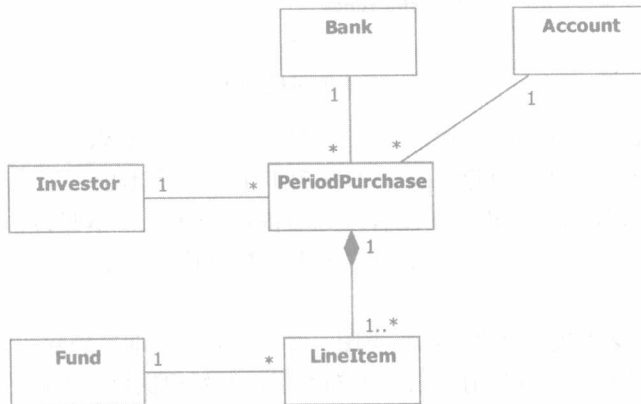 Bank
Account
1
1
*
*
Investor
1
*
PeriodPurchase
1
1..*
Fund
1
*
LineItem